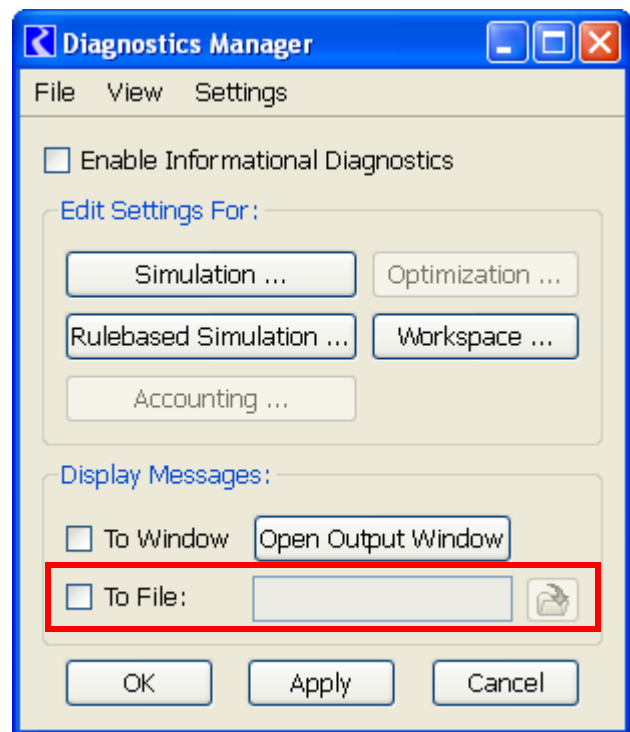 Diagnostics Manager
File View Settings
Enable Informational Diagnostics
Edit Settings For:
Simulation ... Optimization ...
Rulebased Simulation ... Workspace ...
Accounting ...
Display Messages:
To Window Open Output Window
To File:
OK Apply Cancel